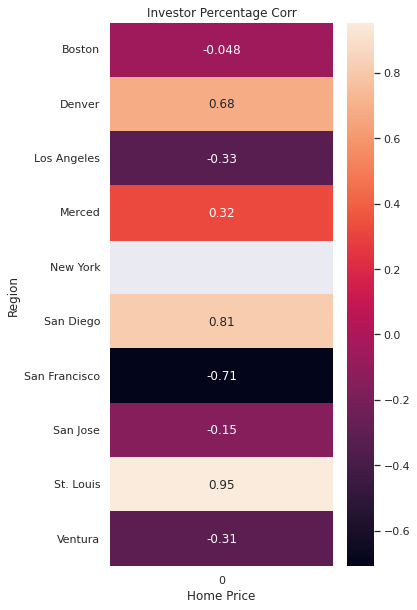 Investor Percentage Corr
Region
Boston
-0.048
Denver
0.68
Los Angeles
-0.33
Merced
0.32
New York
San Diego
0.81
San Francisco
-0.71
San Jose
-0.15
St. Louis
0.95
Ventura
-0.31
0
Home Price
0.8
0.6
0.4
0.2
0.0
−0.2
−0.4
−0.6